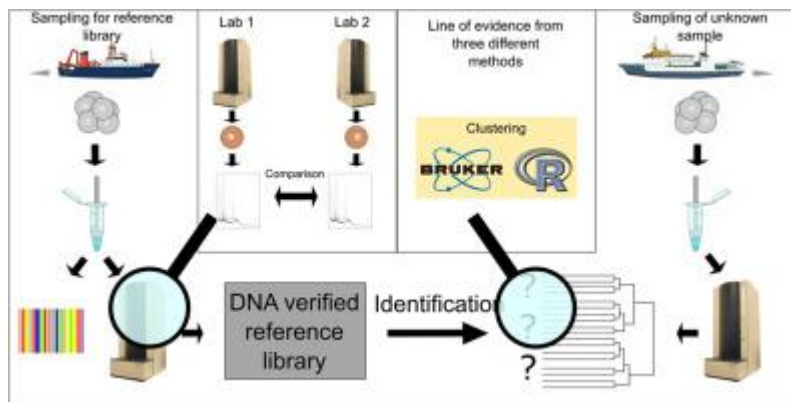 Sampling for reference
library
Lab 1
Lab 2
Comparison
Line of evidence from
three different
methods
Clustering
BRUKER
R
Sampling of unknown
sample
DNA verified
reference
library
Identification
?
?
?